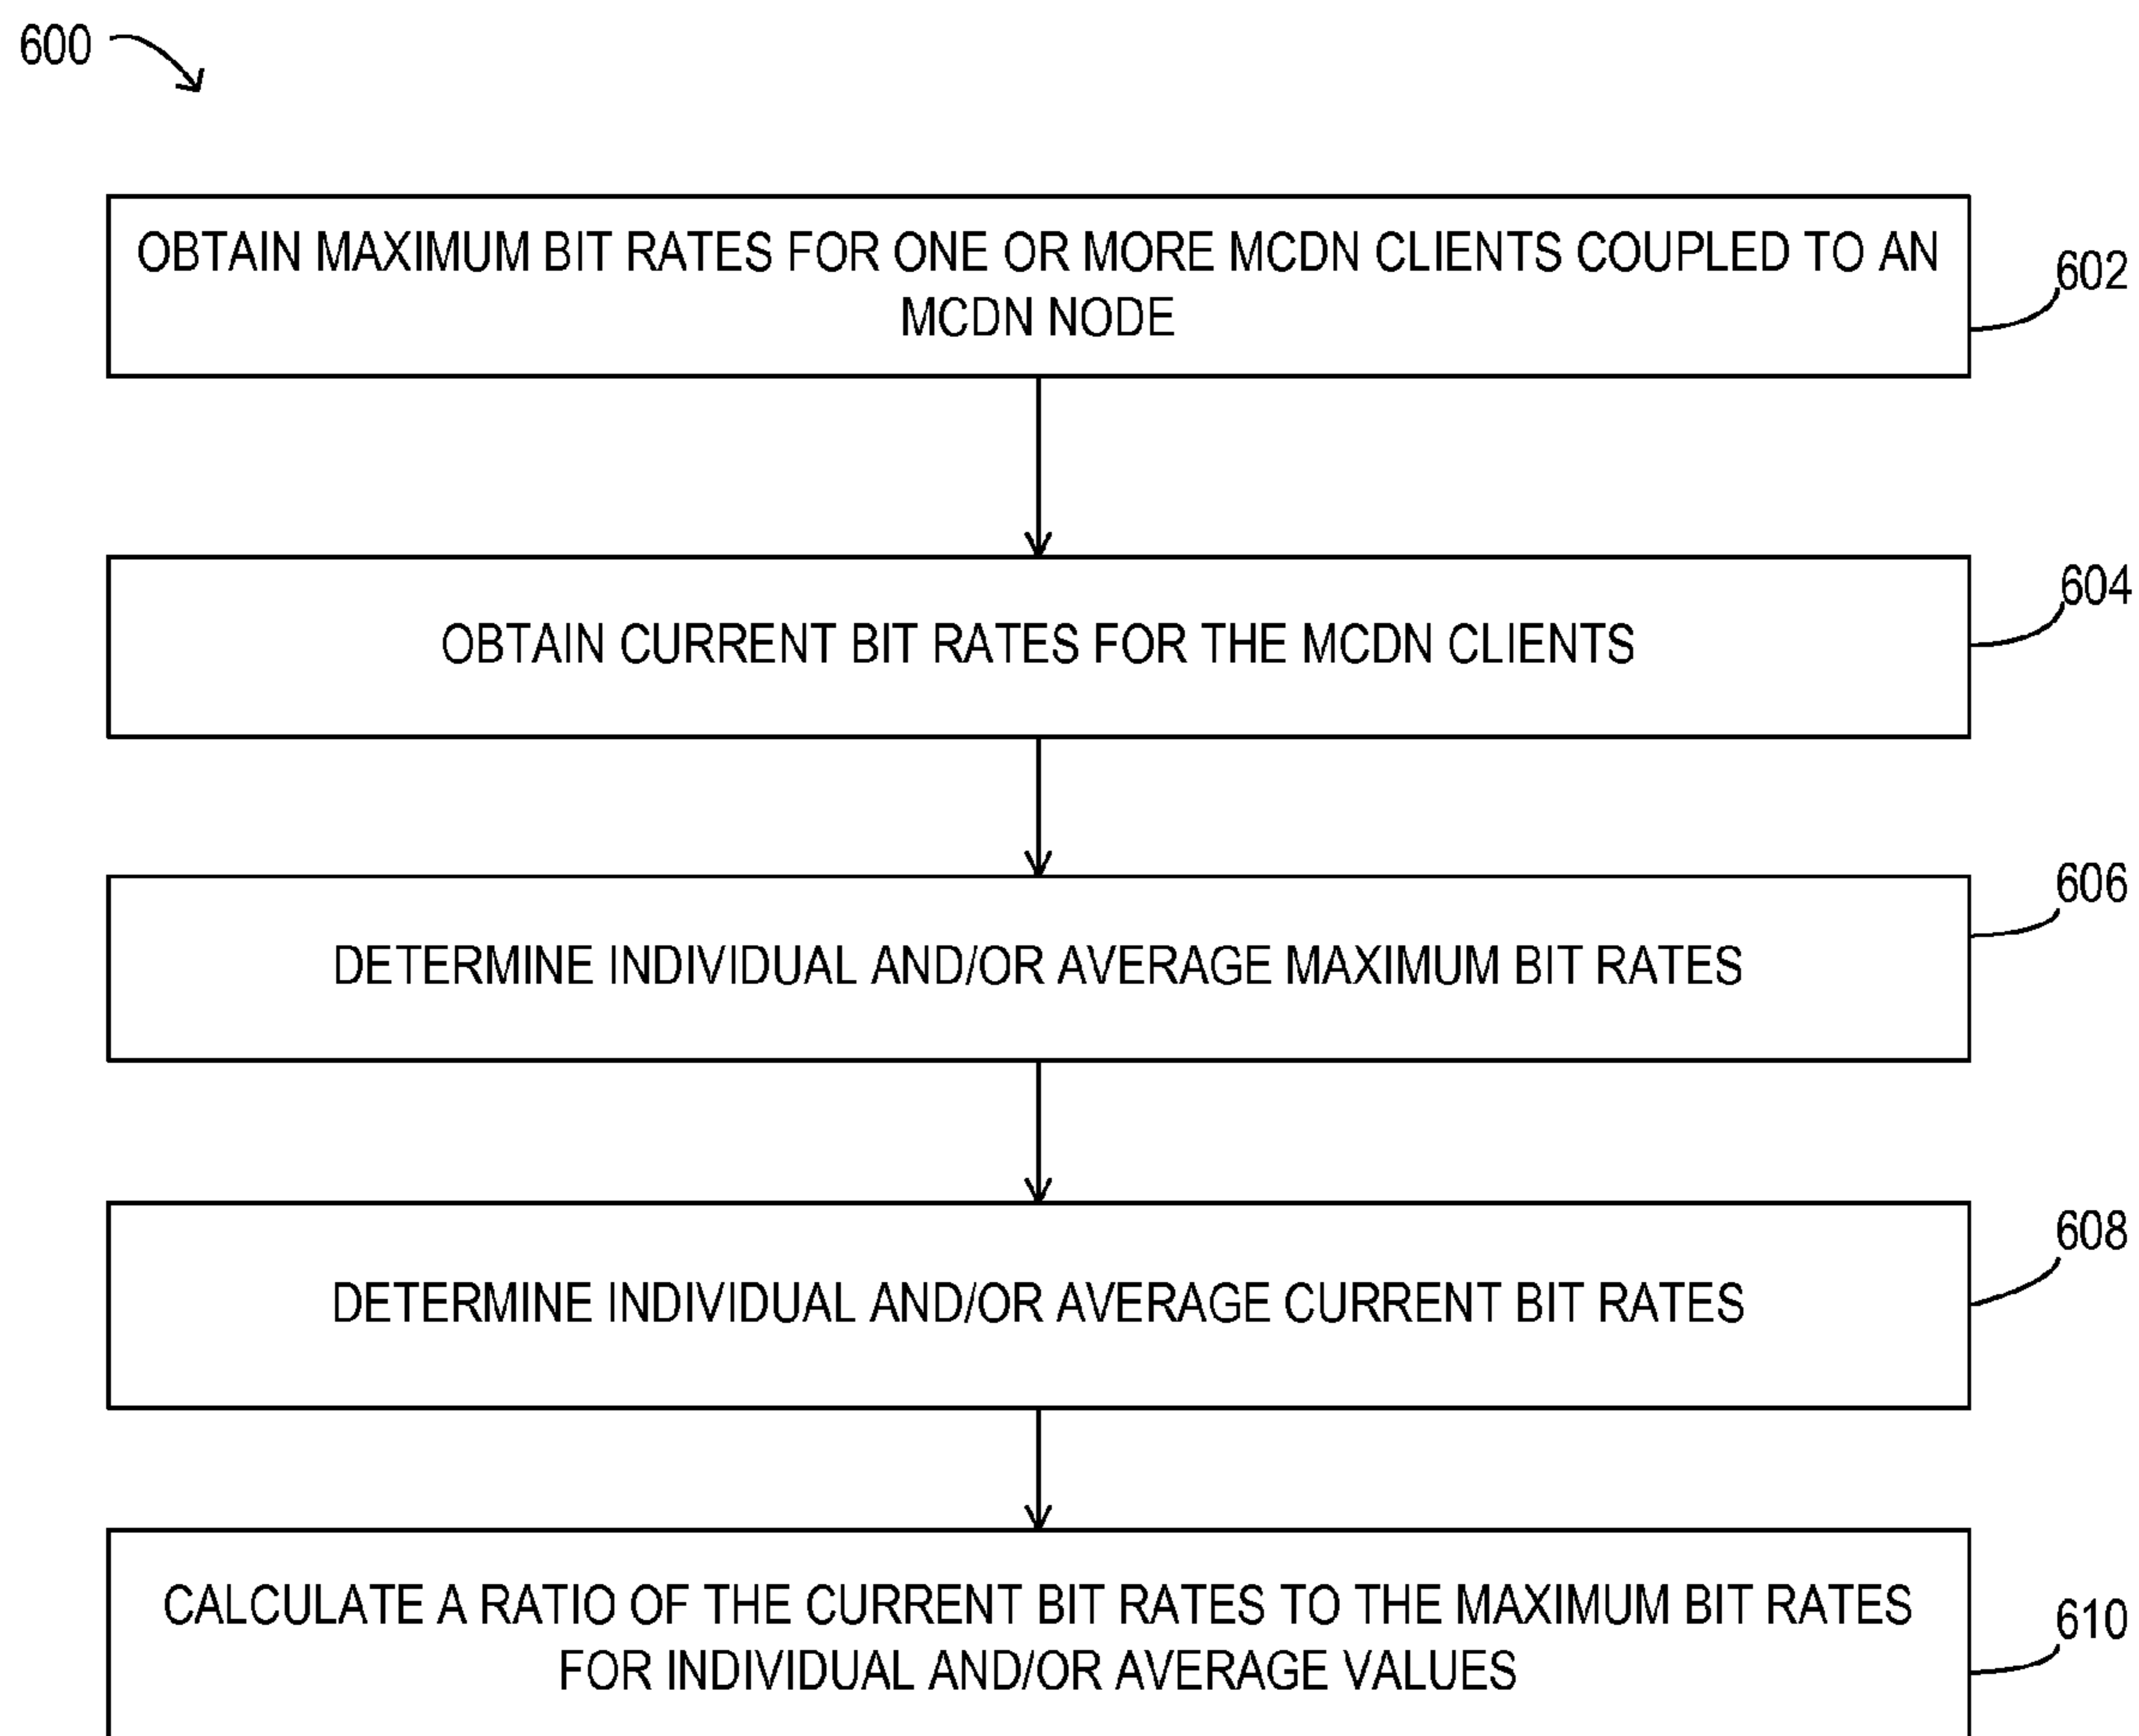 600
OBTAIN MAXIMUM BIT RATES FOR ONE OR MORE MCDN CLIENTS COUPLED TO AN
MCDN NODE
602
OBTAIN CURRENT BIT RATES FOR THE MCDN CLIENTS
604
DETERMINE INDIVIDUAL AND/OR AVERAGE MAXIMUM BIT RATES
606
DETERMINE INDIVIDUAL AND/OR AVERAGE CURRENT BIT RATES
608
CALCULATE A RATIO OF THE CURRENT BIT RATES TO THE MAXIMUM BIT RATES
FOR INDIVIDUAL AND/OR AVERAGE VALUES
610